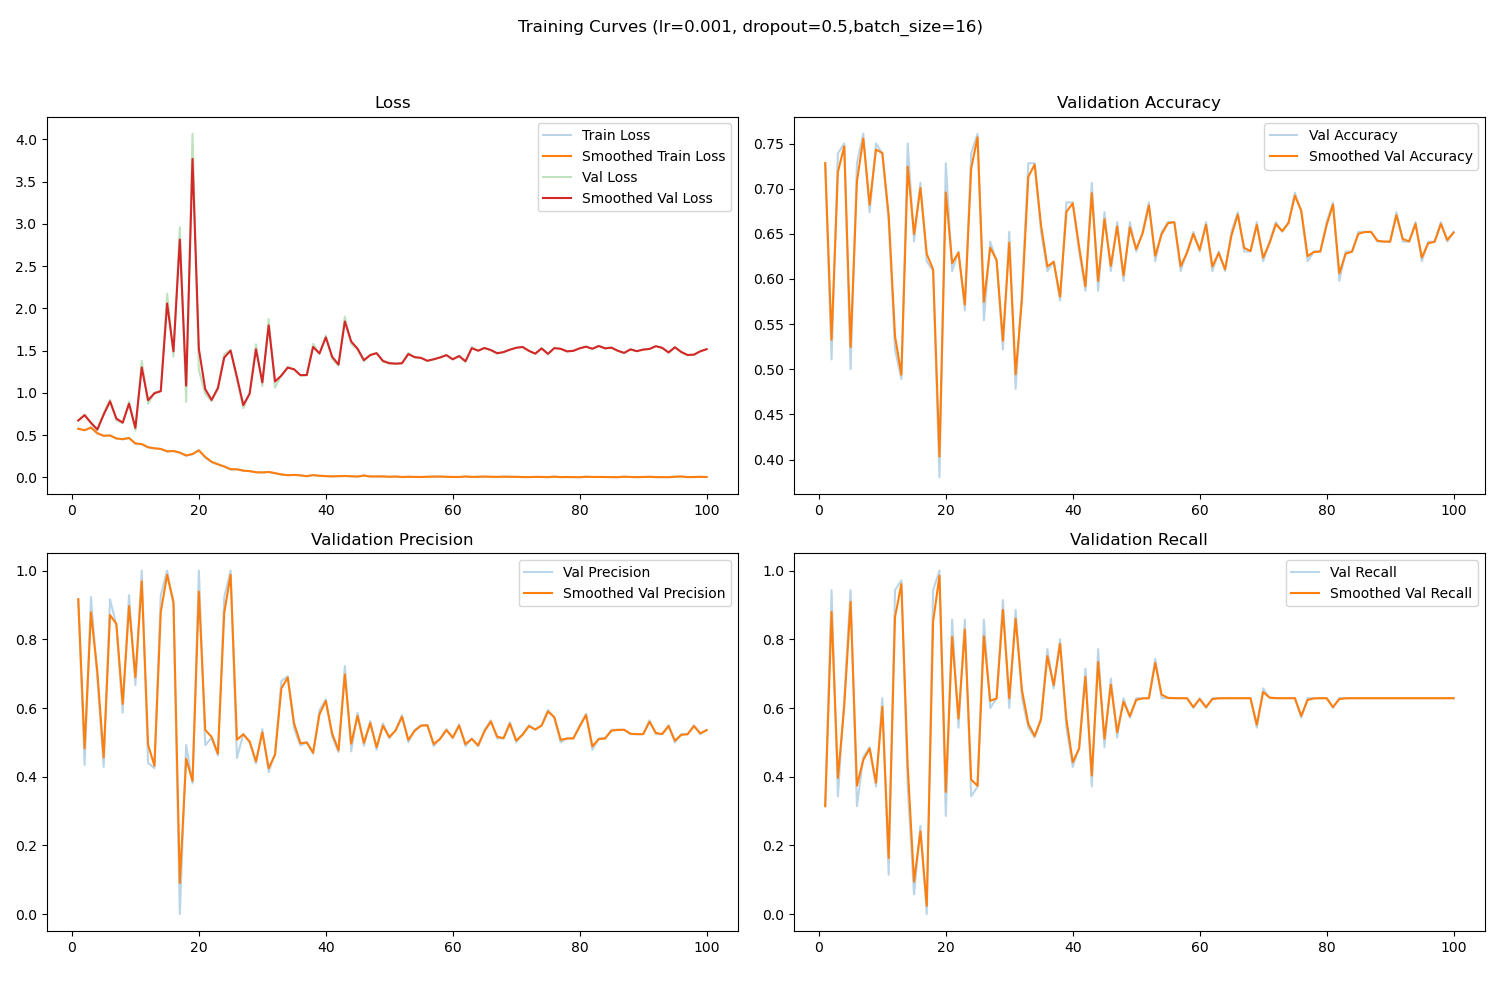 Training Curves (lr=0.001, dropout=0.5,batch_size=16)
Loss
4.0
3.5
3.0
2.5
2.0
1.5
1.0
0.5
0.0
0 20 40 60 80 100
Train Loss
Smoothed Train Loss
Val Loss
Smoothed Val Loss
Validation Accuracy
0.75
0.70
0.65
0.60
0.55
0.50
0.45
0.40
0 20 40 60 80 100
Val Accuracy
Smoothed Val Accuracy
Validation Precision
1.0
0.8
0.6
0.4
0.2
0.0
0 20 40 60 80 100
Val Precision
Smoothed Val Precision
Validation Recall
1.0
0.8
0.6
0.4
0.2
0.0
0 20 40 60 80 100
Val Recall
Smoothed Val Recall